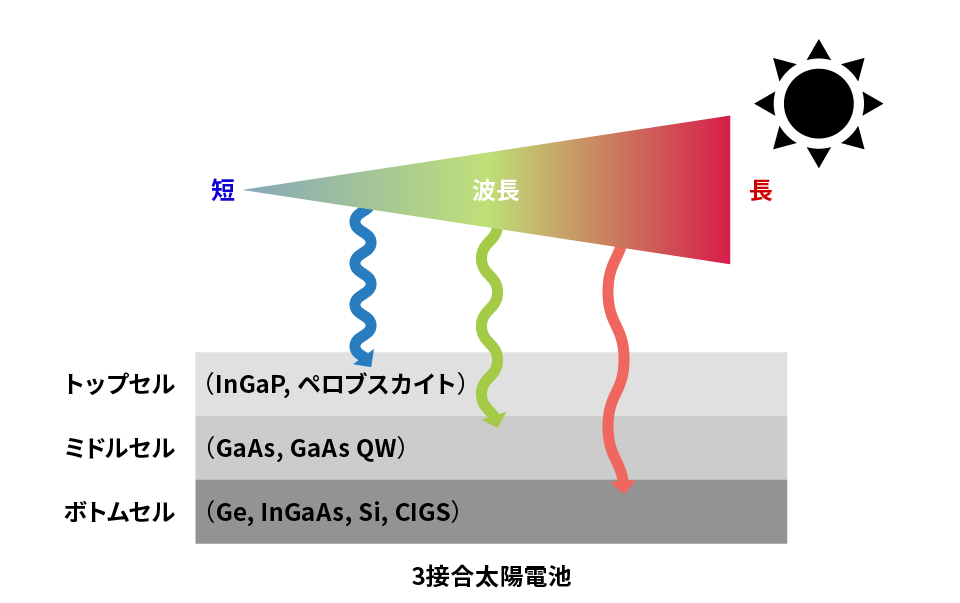 短
波長
長
トップセル
（InGaP, ペロブスカイト）
ミドルセル
（GaAs, GaAs QW）
ボトムセル
（Ge, InGaAs, Si, CIGS）
3接合太陽電池